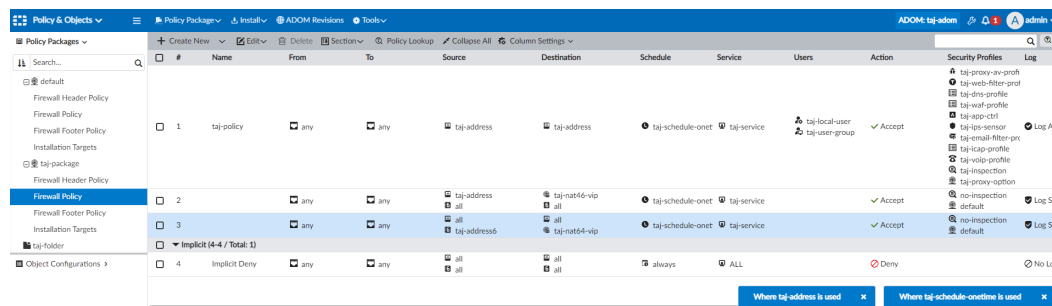 Policy & Objects Policy Package Install ADOM Revisions Tools ADOM: taj-adom 1 A admin
Policy Packages Create New Edit Delete Section Policy Lookup Collapse All Column Settings
Search... # Name From To Source Destination Schedule Service Users Action Security Profiles Log
default
Firewall Header Policy
Firewall Policy
Firewall Footer Policy
Installation Targets
taj-package
Firewall Header Policy
Firewall Policy
Firewall Footer Policy
Installation Targets
taj-folder
Object Configurations >
1 taj-policy any any taj-address taj-address taj-schedule-onet taj-service taj-local-user Accept taj-proxy-av-profi Log A
taj-user-group
taj-web-filter-prof
taj-dns-profile
taj-waf-profile
taj-app-ctrl
taj-ips-sensor
taj-email-filter-pro
taj-icap-profile
taj-voip-profile
taj-inspection
taj-proxy-option
2 any any taj-address taj-nat46-vip taj-schedule-onet taj-service Accept no-inspection Log S
all all default
3 any any all all taj-schedule-onet taj-service Accept no-inspection Log S
taj-address6 taj-nat64-vip default
Implicit (4-4 / Total: 1)
4 Implicit Deny any any all all always ALL Deny No Lo
all all
Where taj-address is used × Where taj-schedule-onetime is used ×